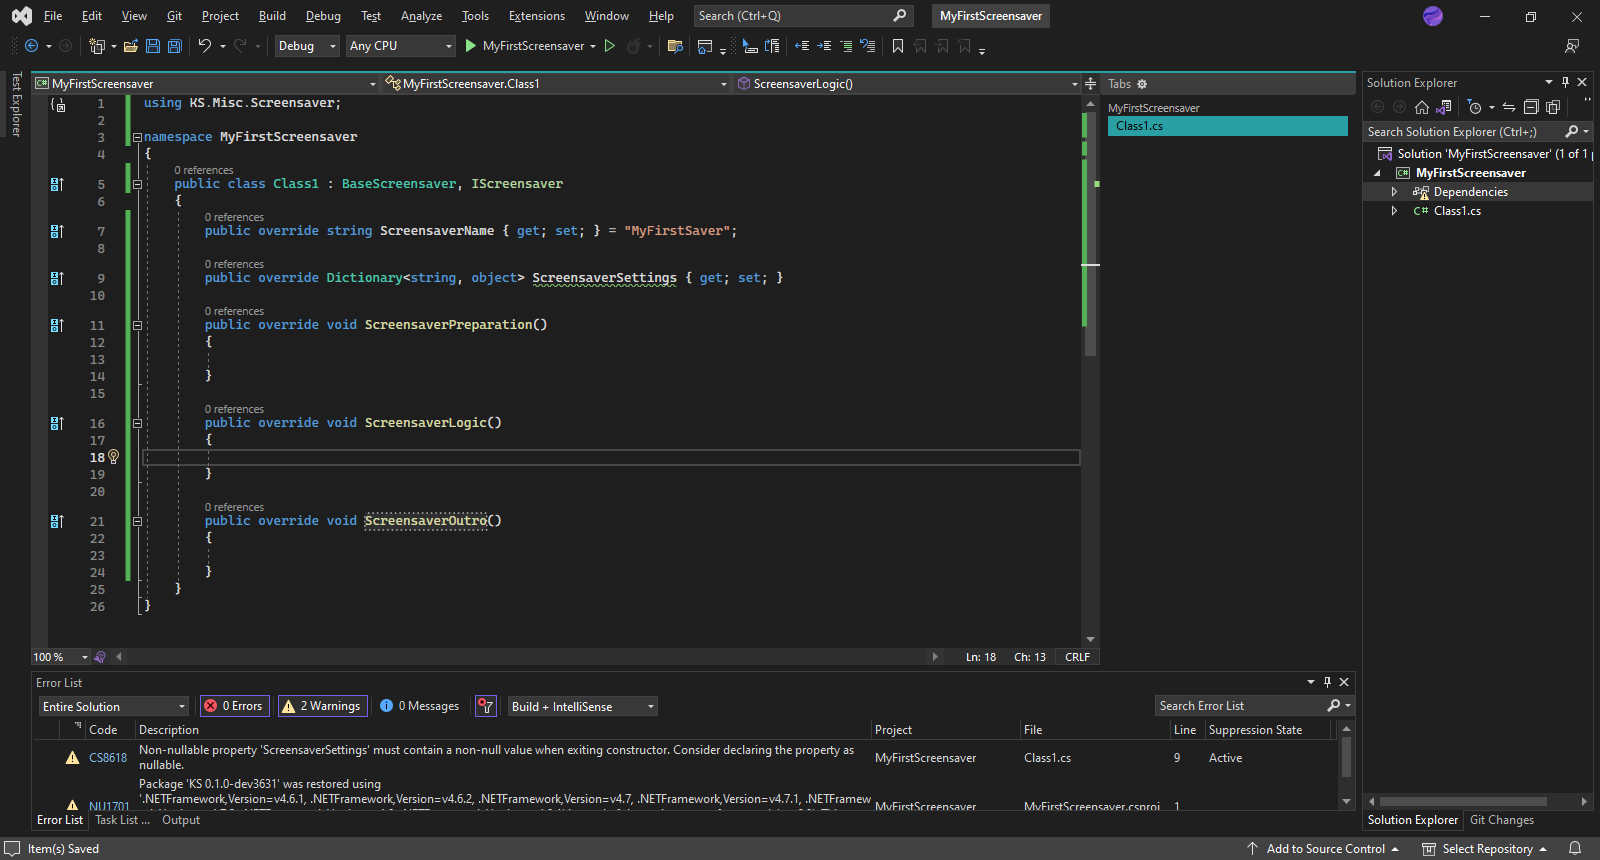 File Edit View Git Project Build Debug Test Analyze Tools Extensions Window Help Search (Ctrl+Q) MyFirstScreensaver
Debug Any CPU MyFirstScreensaver
Test Explorer
C# MyFirstScreensaver MyFirstScreensaver.Class1 ScreensaverLogic()
1 using KS.Misc.Screensaver;
2
3 namespace MyFirstScreensaver
4 {
0 references
5 public class Class1 : BaseScreensaver, IScreensaver
6 {
0 references
7 public override string ScreensaverName { get; set; } = "MyFirstSaver";
8
0 references
9 public override Dictionary<string, object> ScreensaverSettings { get; set; }
10
0 references
11 public override void ScreensaverPreparation()
12 {
13
14 }
15
0 references
16 public override void ScreensaverLogic()
17 {
18
19 }
20
0 references
21 public override void ScreensaverOutro()
22 {
23
24 }
25 }
26 }
100 % Ln: 18 Ch: 13 CRLF
Tabs
MyFirstScreensaver
Class1.cs
Solution Explorer
Search Solution Explorer (Ctrl+;)
Solution 'MyFirstScreensaver' (1 of 1
C# MyFirstScreensaver
Dependencies
C# Class1.cs
Solution Explorer Git Changes
Error List
Entire Solution 0 Errors 2 Warnings 0 Messages Build + IntelliSense Search Error List
Code Description Project File Line Suppression State
CS8618 Non-nullable property 'ScreensaverSettings' must contain a non-null value when exiting constructor. Consider declaring the property as
nullable. MyFirstScreensaver Class1.cs 9 Active
Package 'KS 0.1.0-dev3631' was restored using
NU1701 '.NETFramework,Version=v4.6.1, .NETFramework,Version=v4.6.2, .NETFramework,Version=v4.7, .NETFramework,Version=v4.7.1, .NETFramew MyFirstScreensaver MyFirstScreensaver.csproj 1
Error List Task List ... Output
Item(s) Saved Add to Source Control Select Repository